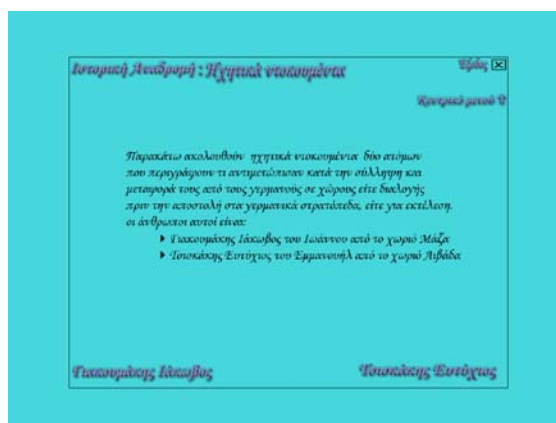 Ιστορική Αναδρομή : Ηχητικά ντοκουμέντα
Έξοδος
Κεντρικό μενού
Παρακάτω ακολουθούν ηχητικά ντοκουμέντα δύο ατόμων
που περιγράφουν τι αντιμετώπισαν κατά την σύλληψη και
μεταφορά τους από τους γερμανούς σε χώρους είτε διαλογής
πριν την αποστολή στα γερμανικά στρατόπεδα, είτε για εκτέλεση.
οι άνθρωποι αυτοί είναι:
Γιακουμάκης Ιάκωβος του Ιωάννου από το χωριό Μάζα
Τσισκάκης Ευτύχιος του Εμμανουήλ από το χωριό Λιβάδα
Γιακουμάκης Ιάκωβος
Τσισκάκης Ευτύχιος